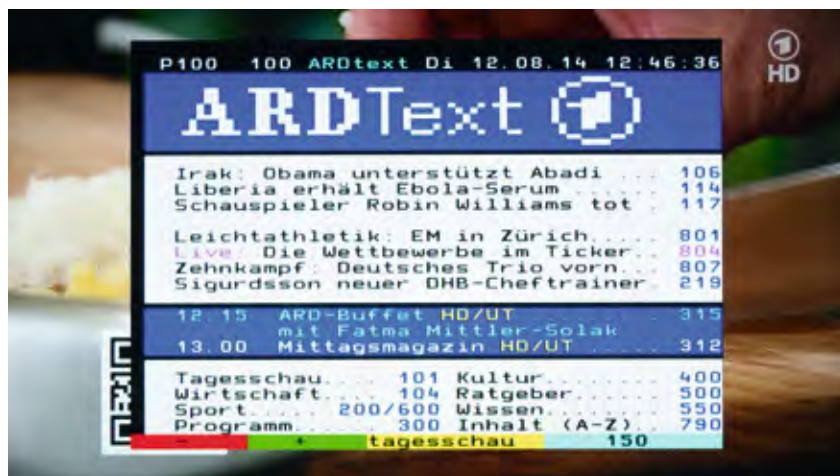 P100 100 ARDtext Di 12.08.14 12:46:36
1
HD
ARDText 1
Irak: Obama unterstützt Abadi ... 106
Liberia erhält Ebola-Serum ...... 114
Schauspieler Robin Williams tot . 117
Leichtathletik: EM in Zürich..... 801
Live: Die Wettbewerbe im Ticker.. 804
Zehnkampf: Deutsches Trio vorn... 807
Sigurdsson neuer DHB-Cheftrainer. 219
12.15 ARD-Buffet HD/UT ..... 315
mit Fatma Mittler-Solak
13.00 Mittagsmagazin HD/UT ..... 312
Tagesschau.... 101 Kultur........ 400
Wirtschaft... 104 Ratgeber...... 500
Sport..... 200/600 Wissen........ 550
Programm..... 300 Inhalt (A-Z).. 790
- + tagesschau 150